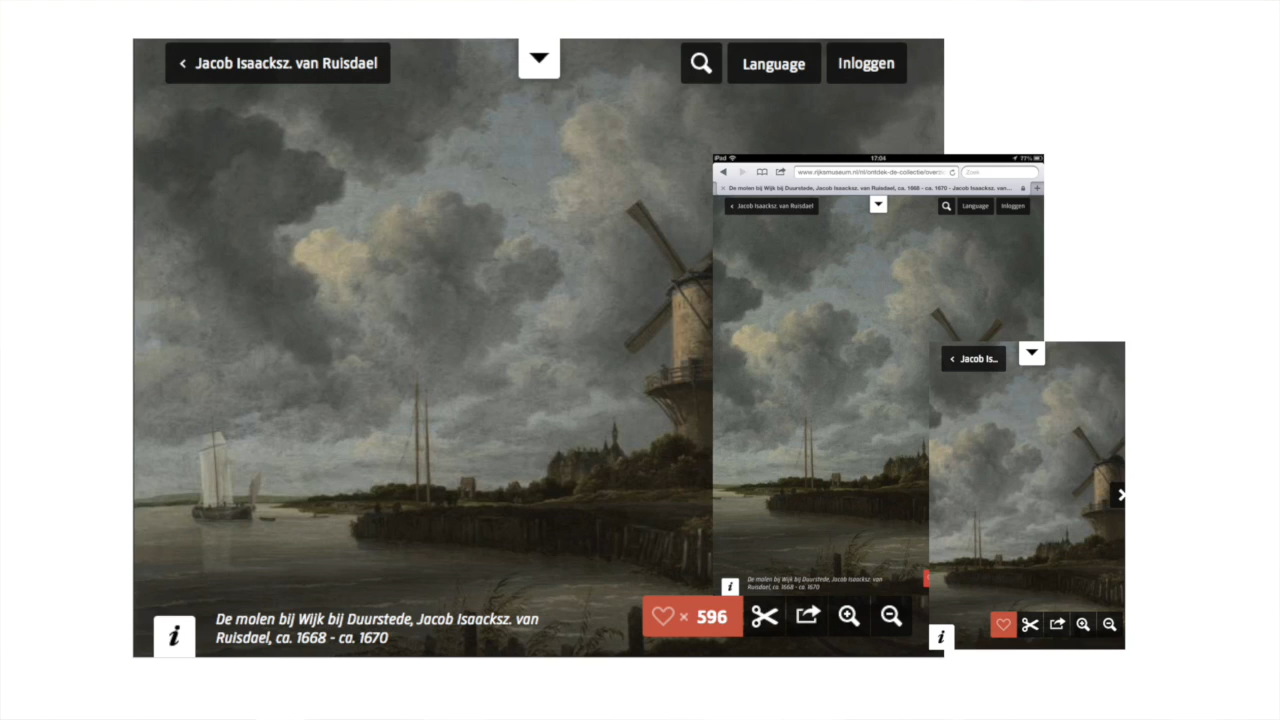 Jacob Isaacksz. van Ruisdael
Language
Inloggen
De molen bij Wijk bij Duurstede, Jacob Isaacksz. van
Ruisdael, ca. 1668 - ca. 1670
i
× 596
iPad
17:04
77%
www.rijksmuseum.nl/nl/ontdek-de-collectie/overz
Zoek
De molen bij Wijk bij Duurstede, Jacob Isaacksz. van Ruisdael, ca. 1668 - ca. 1670 - Jacob Isaacksz. van...
Jacob Isaacksz. van Ruisdael
Language
Inloggen
i
De molen bij Wijk bij Duurstede, Jacob Isaacksz. van
Ruisdael, ca. 1668 - ca. 1670
Jacob Is...
i